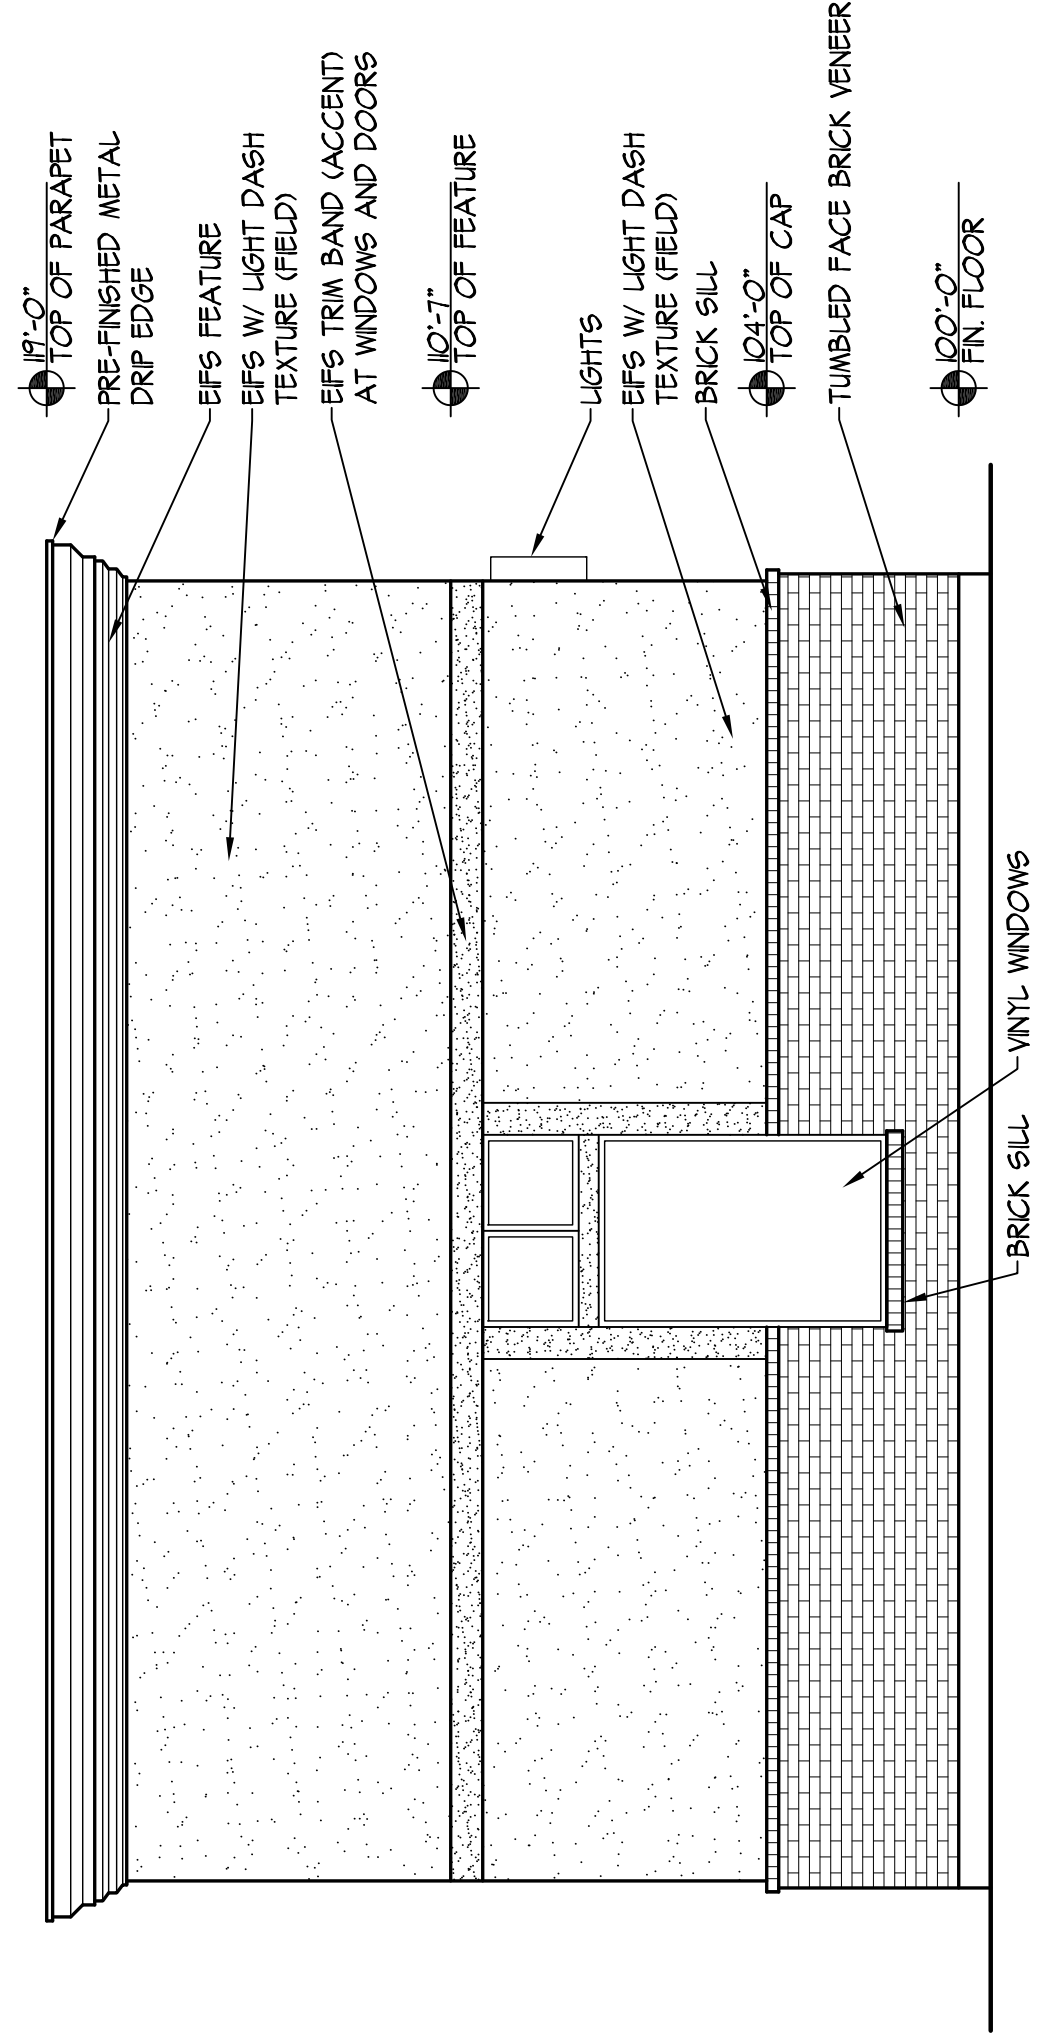 119'-0"
TOP OF PARAPET
PRE-FINISHED METAL
DRIP EDGE
EIFS FEATURE
EIFS W/ LIGHT DASH
TEXTURE (FIELD)
EIFS TRIM BAND (ACCENT)
AT WINDOWS AND DOORS
110'-7"
TOP OF FEATURE
LIGHTS
EIFS W/ LIGHT DASH
TEXTURE (FIELD)
BRICK SILL
104'-0"
TOP OF CAP
TUMBLED FACE BRICK VENEER
100'-0"
FIN. FLOOR
VINYL WINDOWS
BRICK SILL